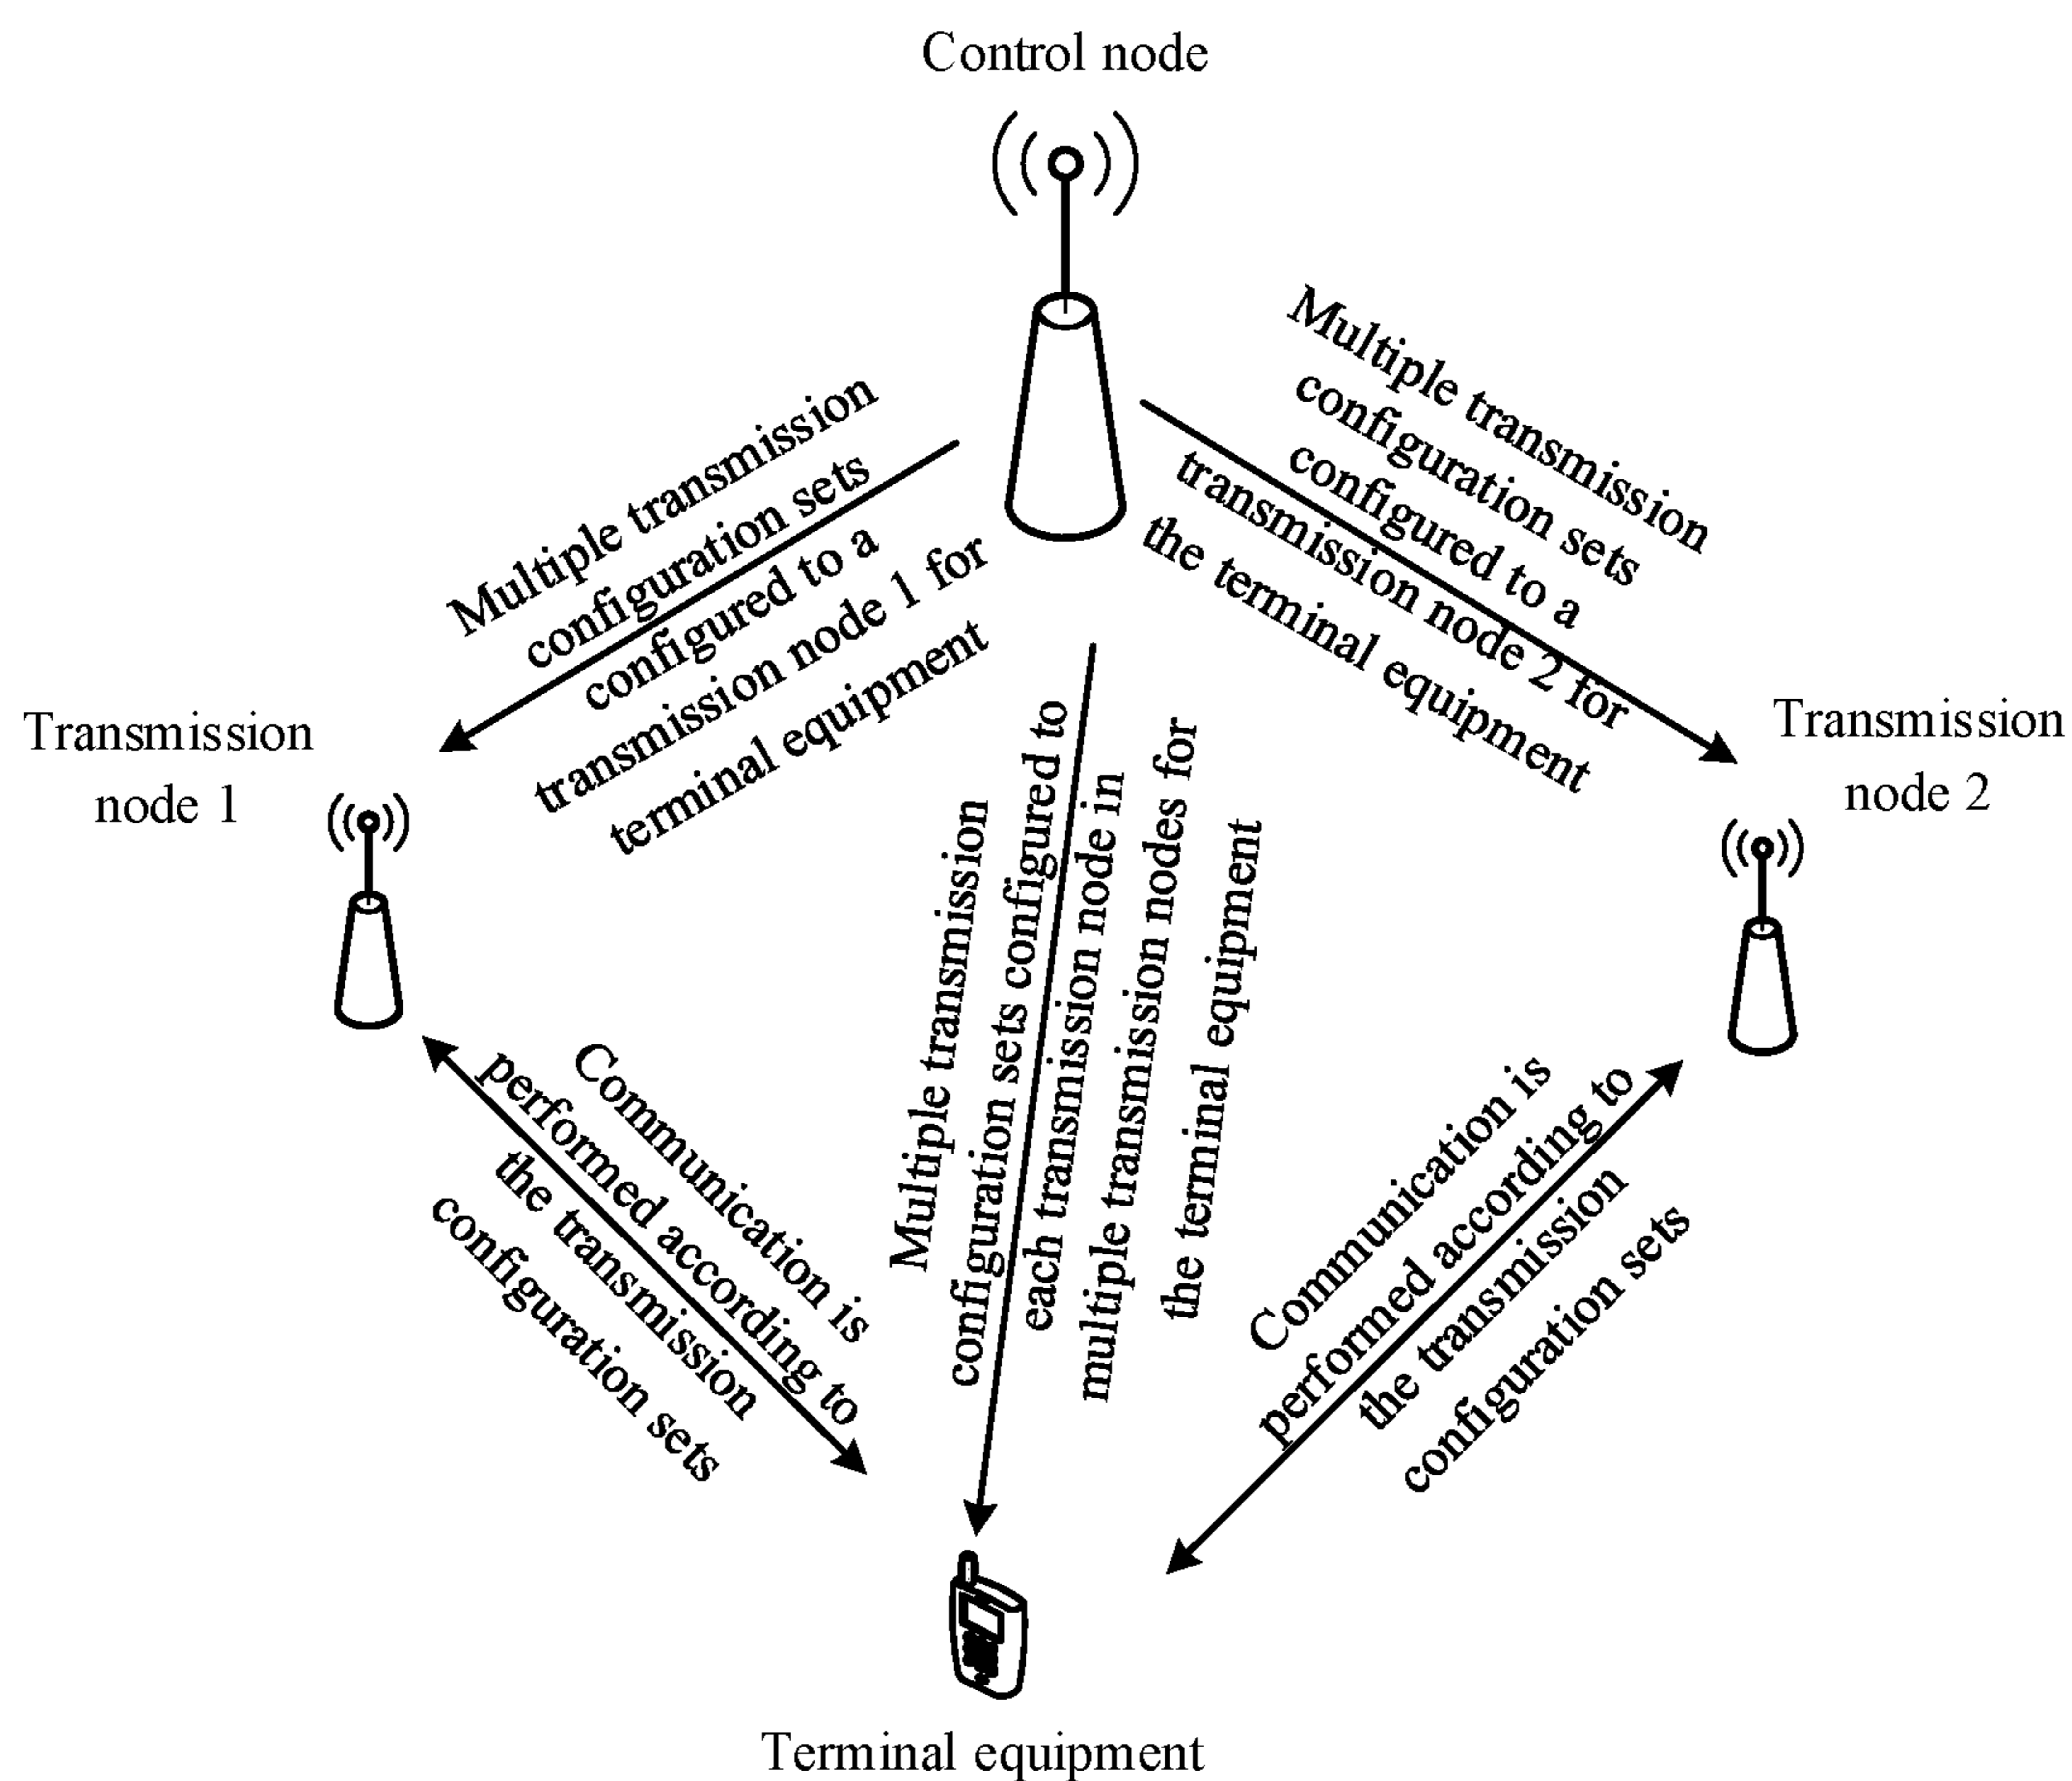 Control node
Multiple transmission
configuration sets
configured to a
transmission node 1 for
terminal equipment
Multiple transmission
configuration sets
configured to a
transmission node 2 for
the terminal equipment
Transmission
node 1
Transmission
node 2
Multiple transmission
configuration sets configured to
each transmission node in
multiple transmission nodes for
the terminal equipment
Communication is
performed according to
the transmission
configuration sets
Communication is
performed according to
the transmission
configuration sets
Terminal equipment